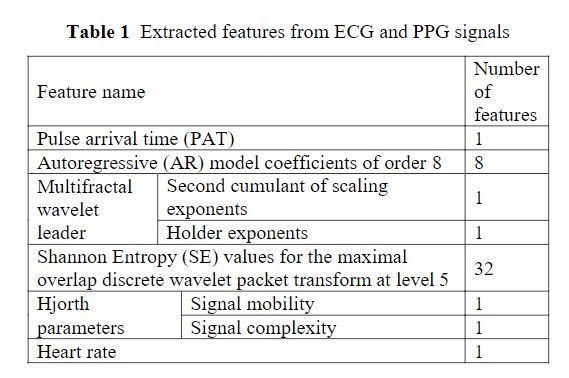 Table 1 Extracted features from ECG and PPG signals
Feature name
Number
of
features
Pulse arrival time (PAT)
1
Autoregressive (AR) model coefficients of order 8
8
Multifractal
wavelet
leader
Second cumulant of scaling
exponents
1
Holder exponents
1
Shannon Entropy (SE) values for the maximal
overlap discrete wavelet packet transform at level 5
32
Hjorth
parameters
Signal mobility
1
Signal complexity
1
Heart rate
1